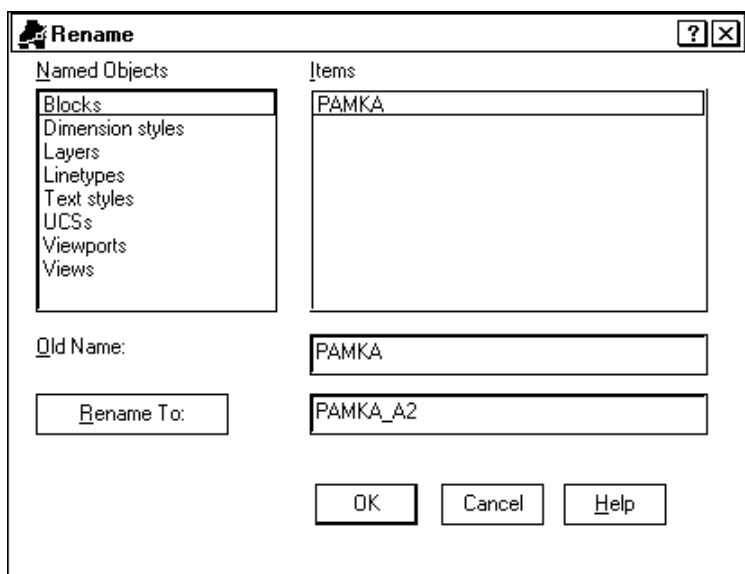 Rename
Named Objects
Items
Blocks
Dimension styles
Layers
Linetypes
Text styles
UCSs
Viewports
Views
PAMKA
Old Name:
PAMKA
Rename To:
PAMKA_A2
OK
Cancel
Help